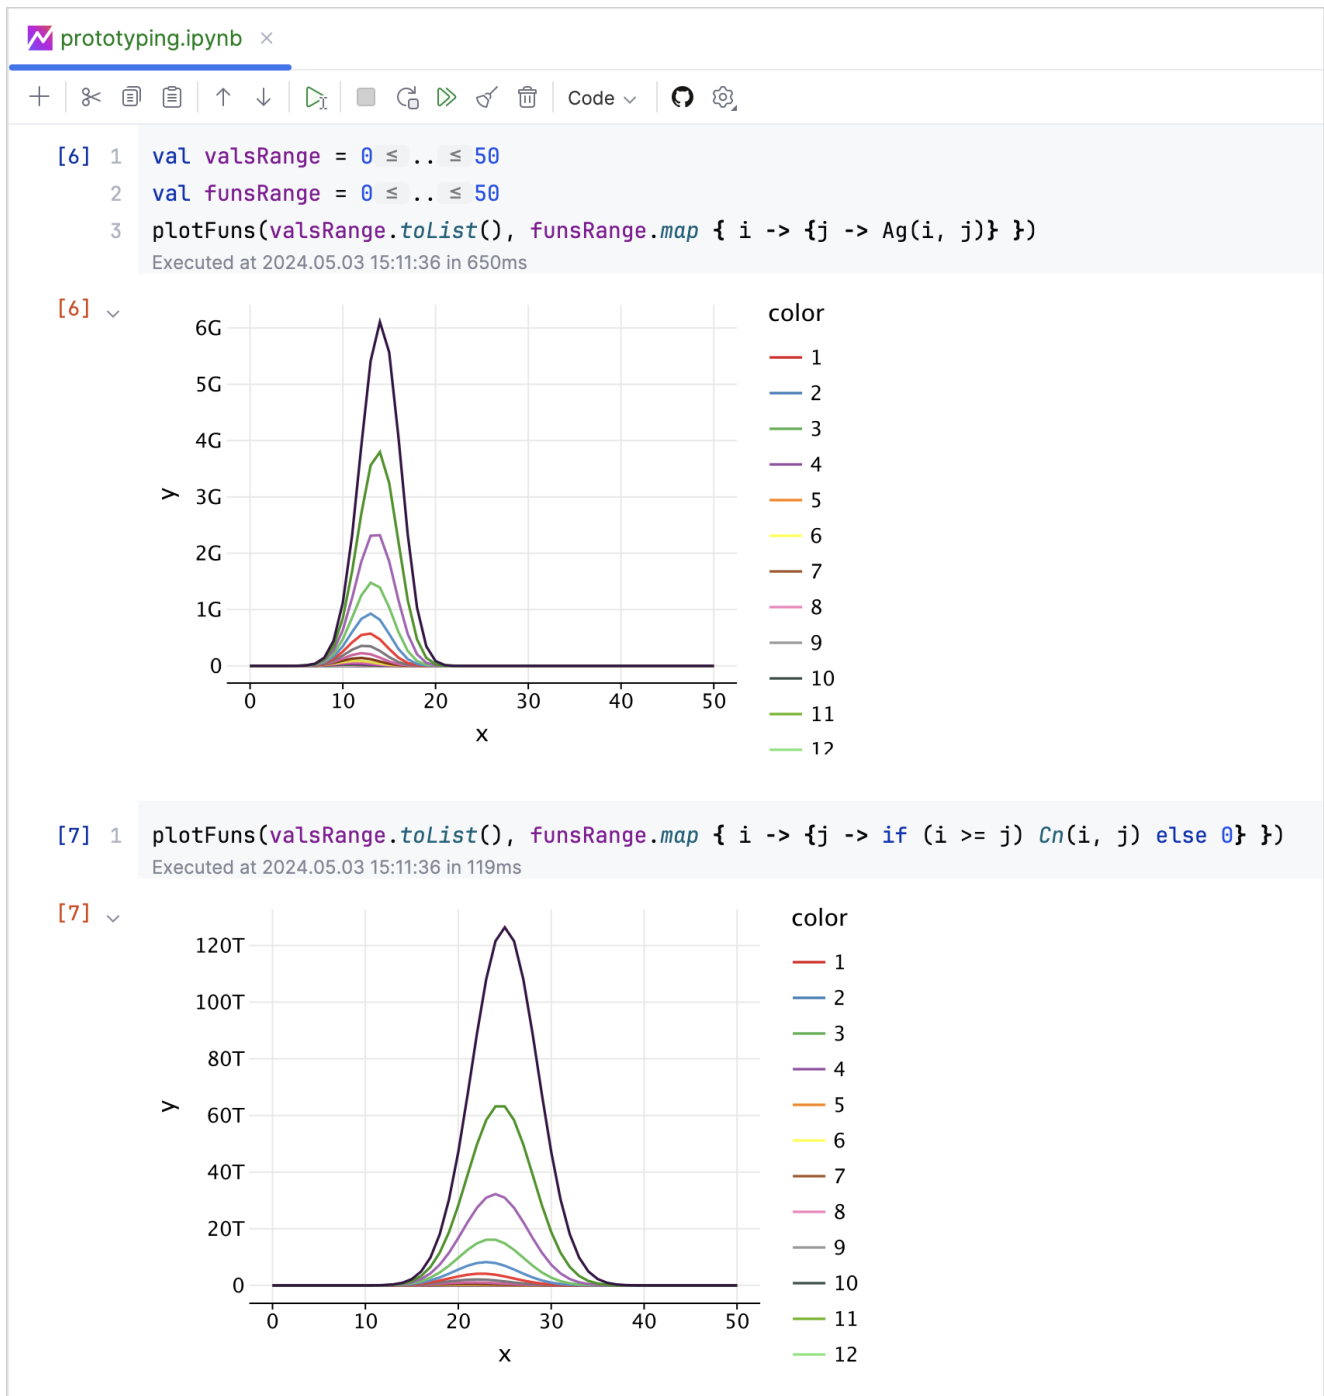 prototyping.ipynb ×
Code
[6] 1 val valsRange = 0 ≤ .. ≤ 50
2 val funsRange = 0 ≤ .. ≤ 50
3 plotFuns(valsRange.toList(), funsRange.map { i -> {j -> Ag(i, j)} })
Executed at 2024.05.03 15:11:36 in 650ms
[6]
color
6G
5G
4G
3G
2G
1G
0
y
0 10 20 30 40 50
x
1
2
3
4
5
6
7
8
9
10
11
12
[7] 1 plotFuns(valsRange.toList(), funsRange.map { i -> {j -> if (i >= j) Cn(i, j) else 0} })
Executed at 2024.05.03 15:11:36 in 119ms
[7]
color
120T
100T
80T
60T
40T
20T
0
y
0 10 20 30 40 50
x
1
2
3
4
5
6
7
8
9
10
11
12